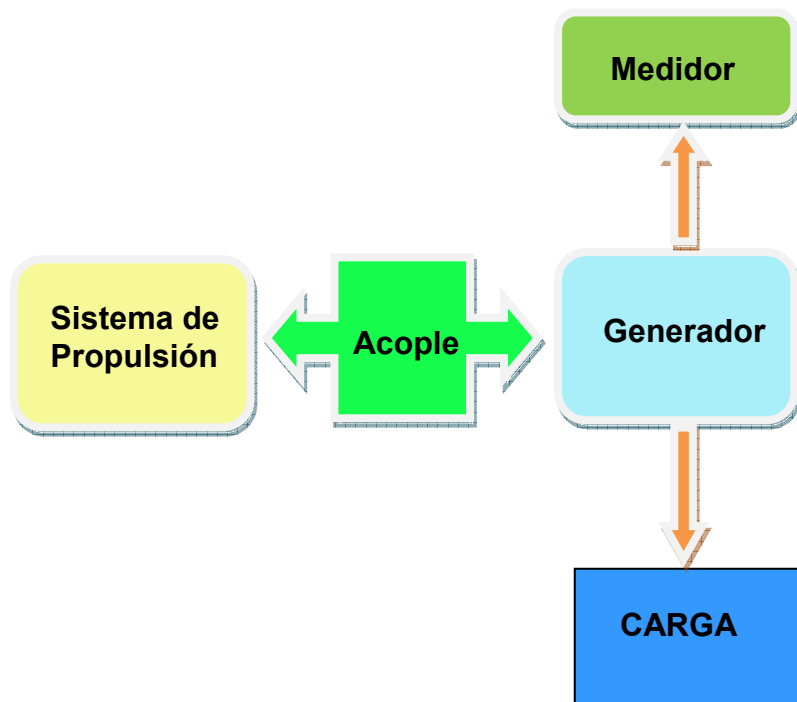 Medidor
Sistema de
Propulsión
Acople
Generador
CARGA